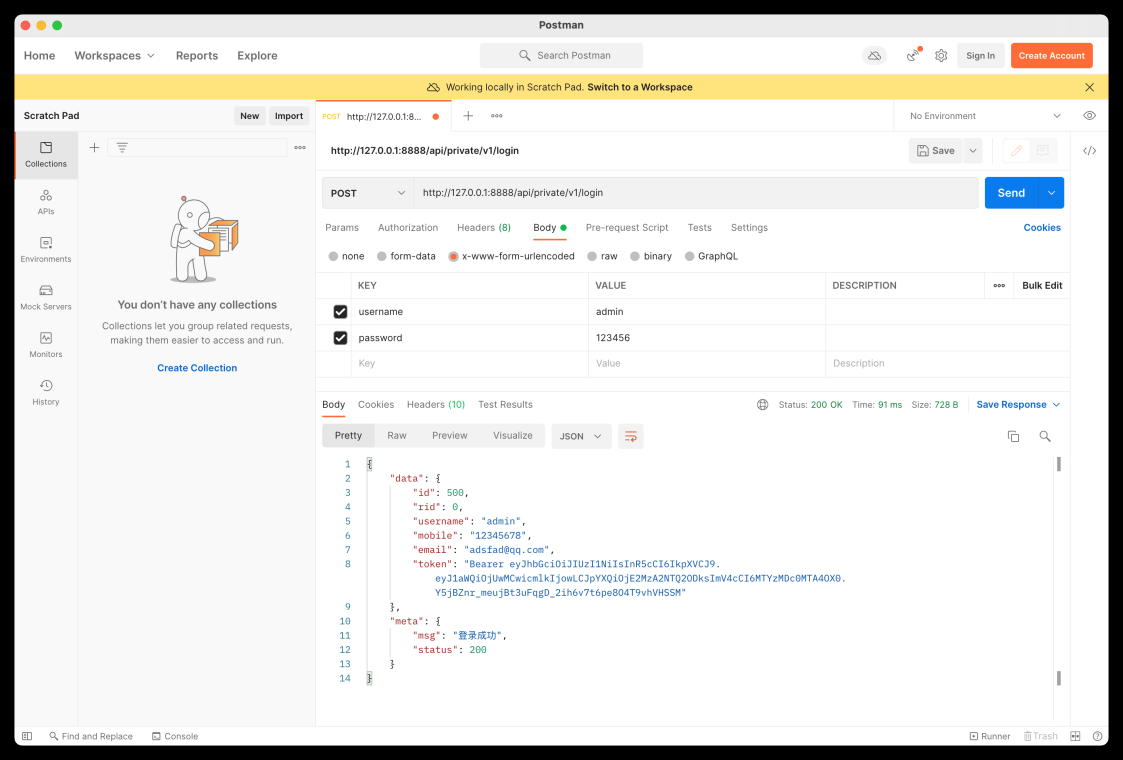 Postman
Home Workspaces Reports Explore Search Postman Sign In Create Account
Working locally in Scratch Pad. Switch to a Workspace
Scratch Pad New Import POST http://127.0.0.1:8... No Environment
Collections
APIs
Environments
Mock Servers
Monitors
History
You don't have any collections
Collections let you group related requests,
making them easier to access and run.
Create Collection
http://127.0.0.1:8888/api/private/v1/login Save
POST http://127.0.0.1:8888/api/private/v1/login Send
Params Authorization Headers (8) Body Pre-request Script Tests Settings Cookies
none form-data x-www-form-urlencoded raw binary GraphQL
KEY VALUE DESCRIPTION Bulk Edit
username admin
password 123456
Key Value Description
Body Cookies Headers (10) Test Results Status: 200 OK Time: 91 ms Size: 728 B Save Response
Pretty Raw Preview Visualize JSON
1 {
2 "data": {
3 "id": 500,
4 "rid": 0,
5 "username": "admin",
6 "mobile": "12345678",
7 "email": "adsfad@qq.com",
8 "token": "Bearer eyJhbGciOiJIUzI1NiIsInR5cCI6IkpXVCJ9.
eyJ1aWQiOjUwMCwicmlkIjowLCJpYXQiOjE2MzA2NTQ2ODksImV4cCI6MTYzMDc0MTA4OX0.
Y5jBZnr_meujBt3uFqgD_2ih6v7t6pe8O4T9vhVHSSM"
9 },
10 "meta": {
11 "msg": "登录成功",
12 "status": 200
13 }
14 }
Find and Replace Console Runner Trash